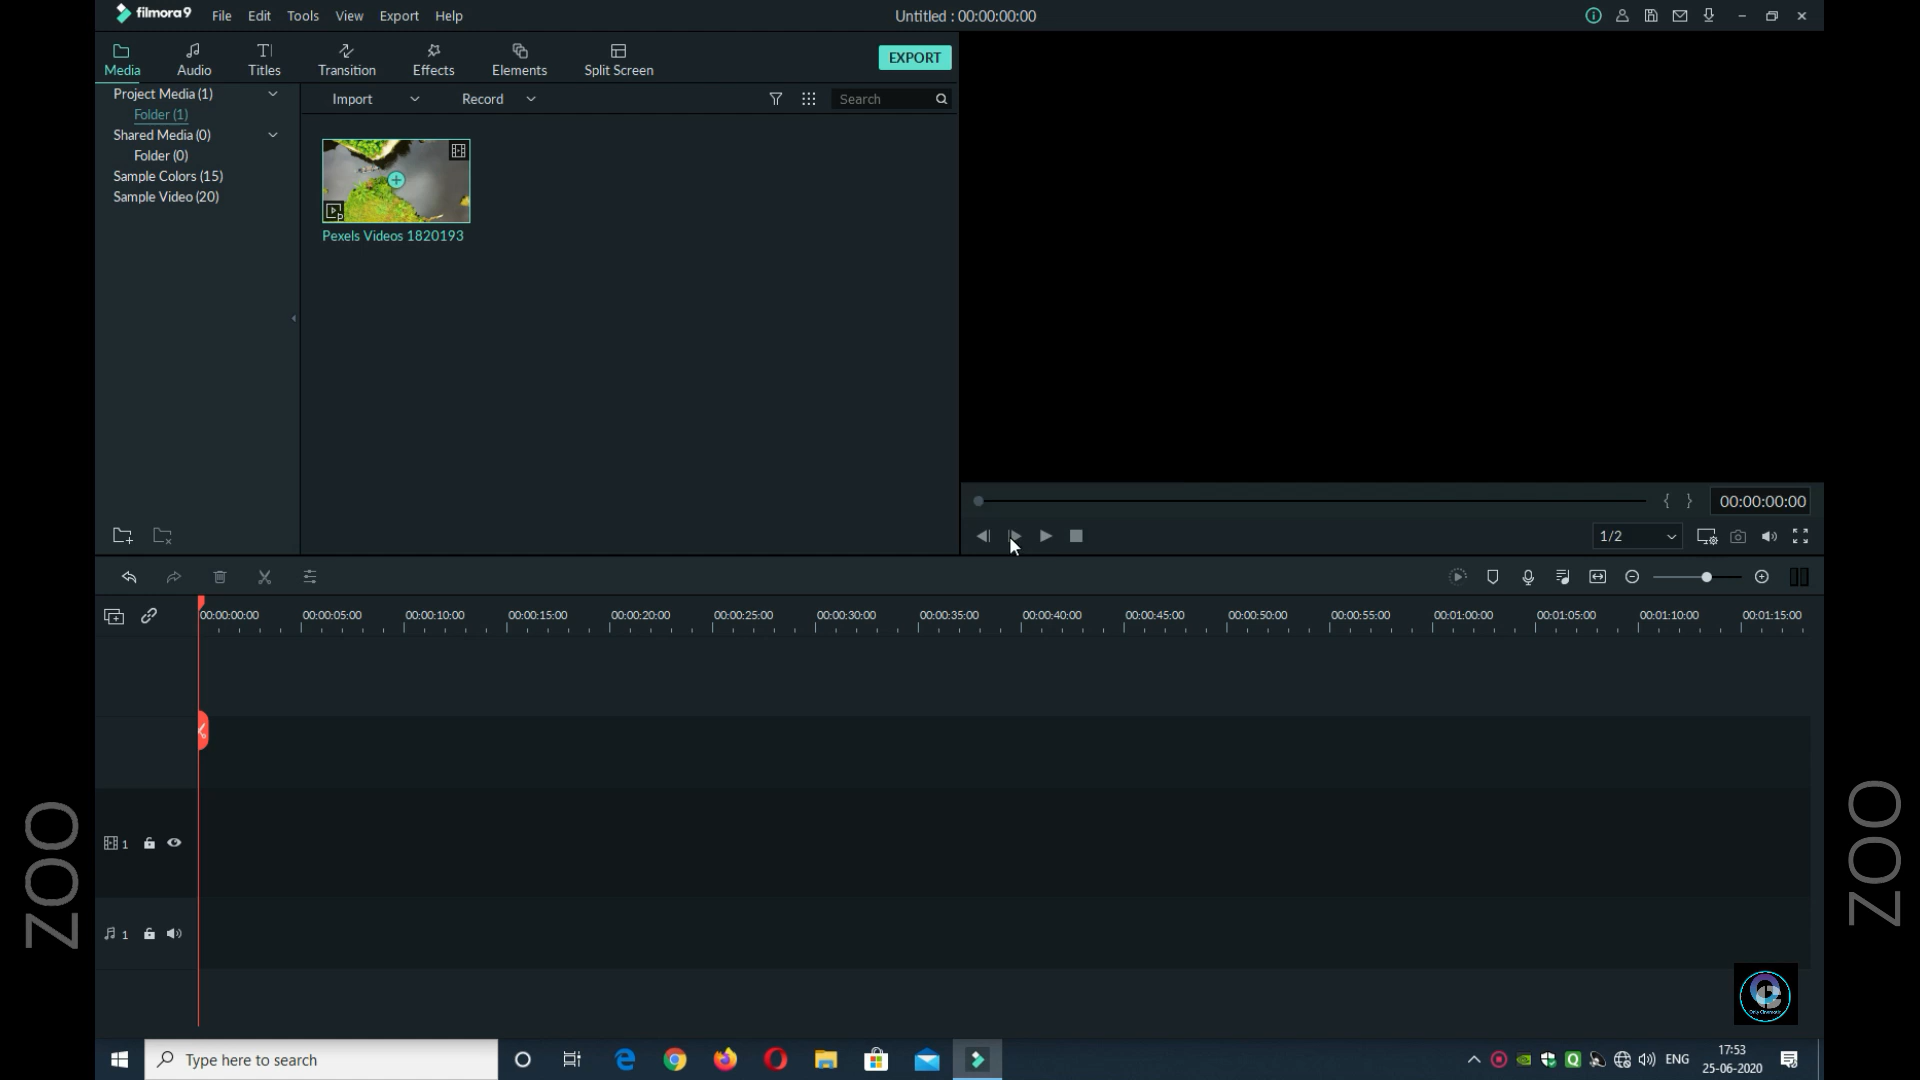 filmora9 File Edit Tools View Export Help Untitled : 00:00:00:00
Media Audio Titles Transition Effects Elements Split Screen EXPORT
Project Media (1)
Folder (1)
Shared Media (0)
Folder (0)
Sample Colors (15)
Sample Video (20)
Import Record Search
Pexels Videos 1820193
00:00:00:00
1/2
00:00:00:00 00:00:05:00 00:00:10:00 00:00:15:00 00:00:20:00 00:00:25:00 00:00:30:00 00:00:35:00 00:00:40:00 00:00:45:00 00:00:50:00 00:00:55:00 00:01:00:00 00:01:05:00 00:01:10:00 00:01:15:00
1
1
ZOO
ZOO
Only Cinematic
Type here to search
ENG
17:53
25-06-2020